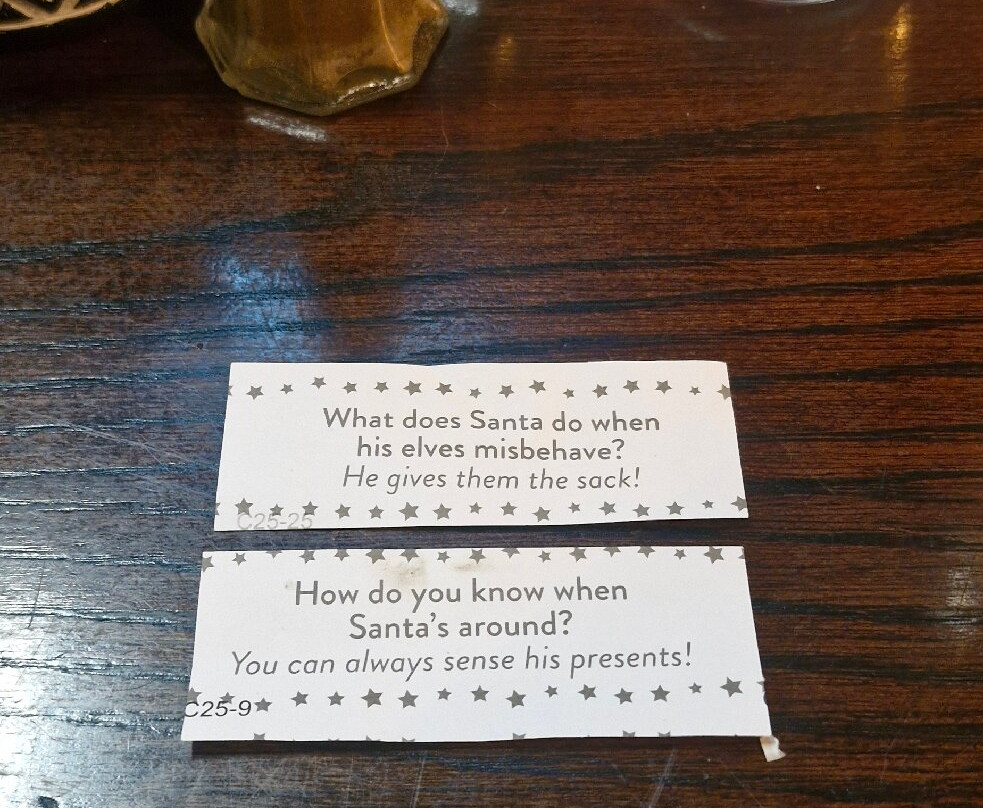 What does Santa do when
his elves misbehave?
He gives them the sack!
C25-25
How do you know when
Santa's around?
You can always sense his presents!
C25-9